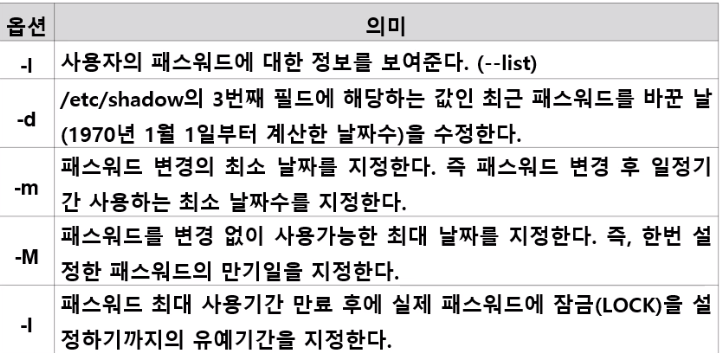 옵션 의미
-l 사용자의 패스워드에 대한 정보를 보여준다. (--list)
-d /etc/shadow의 3번째 필드에 해당하는 값인 최근 패스워드를 바꾼 날
(1970년 1월 1일부터 계산한 날짜수)을 수정한다.
-m 패스워드 변경의 최소 날짜를 지정한다. 즉 패스워드 변경 후 일정기
간 사용하는 최소 날짜수를 지정한다.
-M 패스워드를 변경 없이 사용가능한 최대 날짜를 지정한다. 즉, 한번 설
정한 패스워드의 만기일을 지정한다.
-I 패스워드 최대 사용기간 만료 후에 실제 패스워드에 잠금(LOCK)을 설
정하기까지의 유예기간을 지정한다.